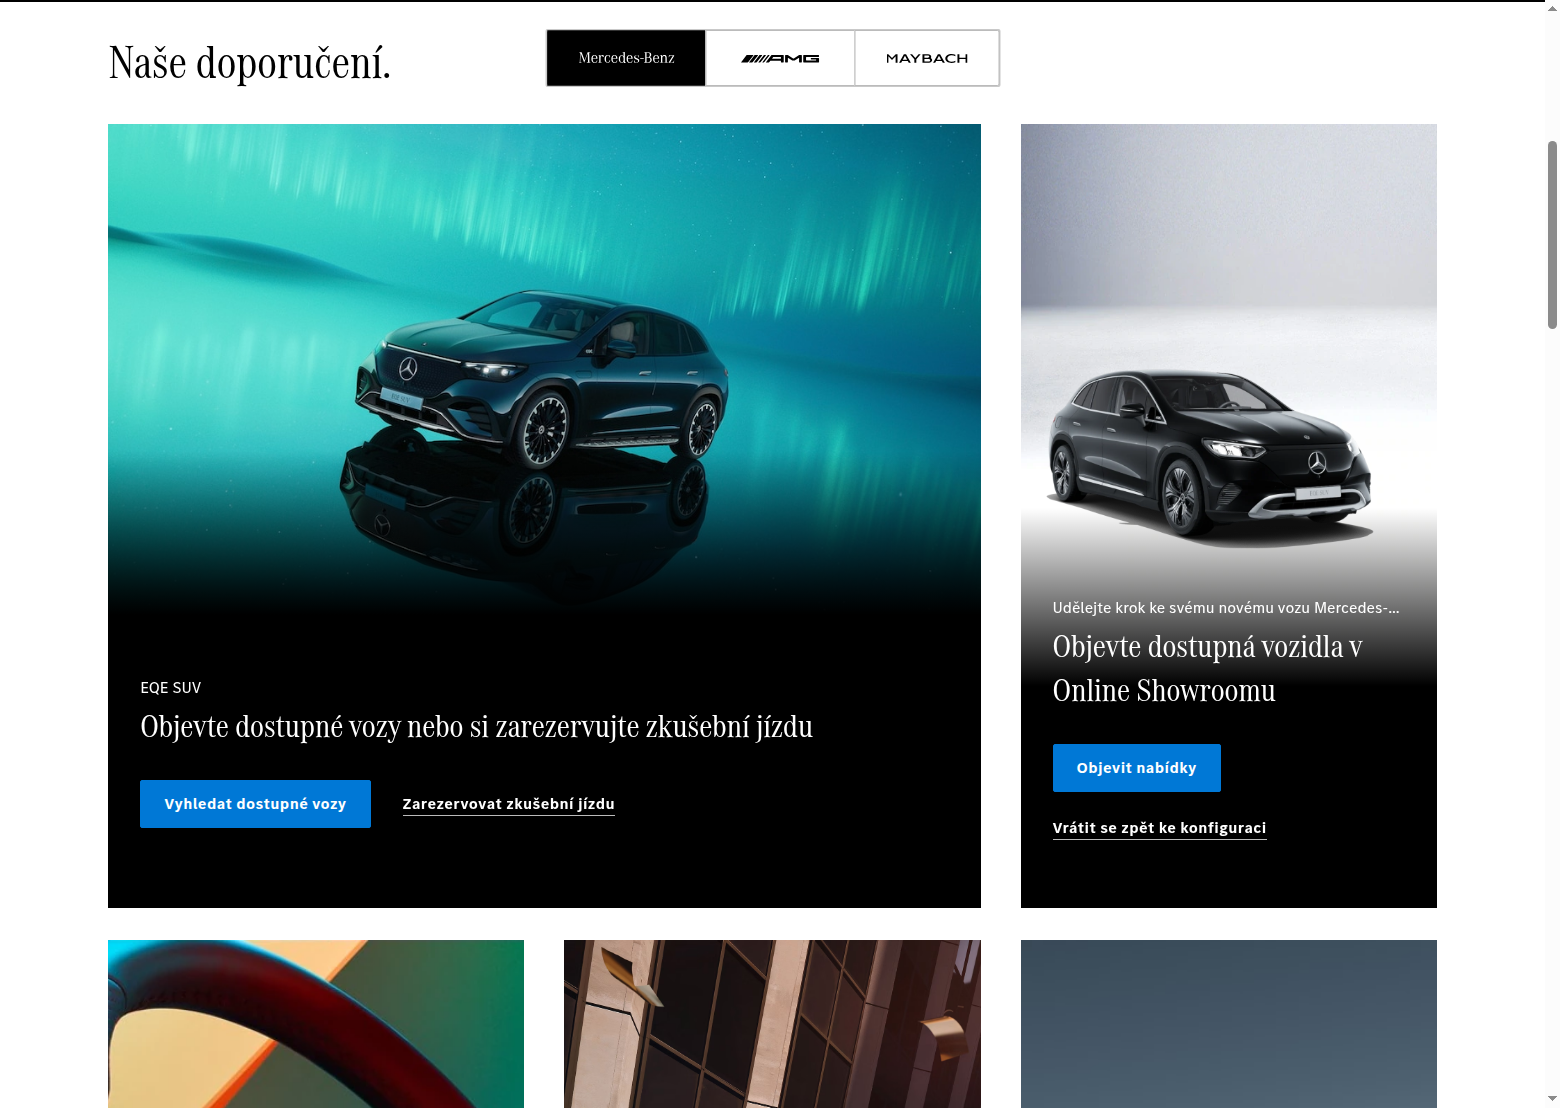 Naše doporučení.
Mercedes-Benz
AMG
MAYBACH
EQE SUV
Objevte dostupné vozy nebo si zarezervujte zkušební jízdu
Vyhledat dostupné vozy
Zarezervovat zkušební jízdu
Udělejte krok ke svému novému vozu Mercedes-...
Objevte dostupná vozidla v
Online Showroomu
Objevit nabídky
Vrátit se zpět ke konfiguraci